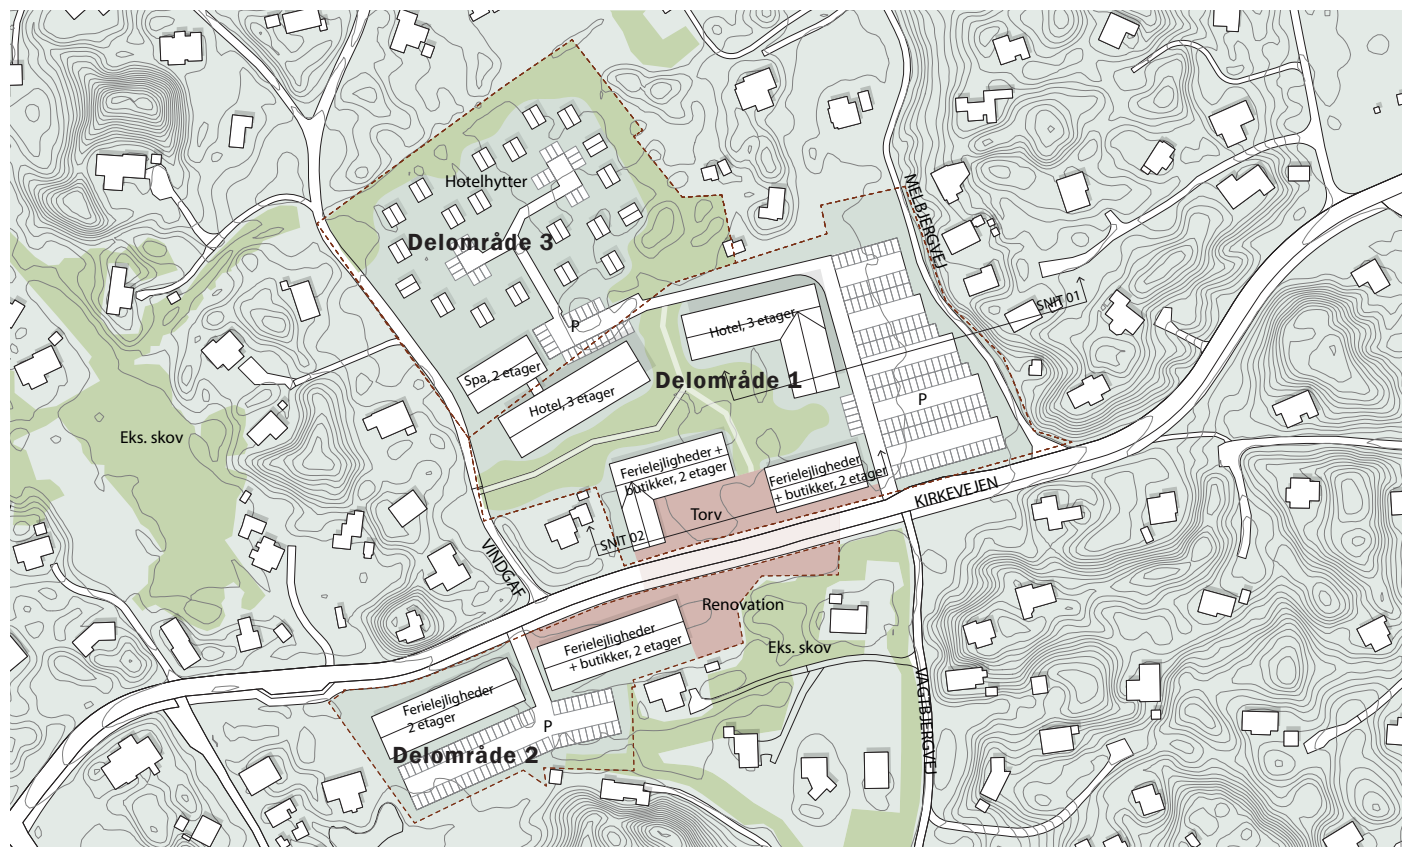 Hotelhytter
MELBJERGVEJ
Delområde 3
SNIT 01
P
Hotel, 3 etager
Spa, 2 etager
Delområde 1
Hotel, 3 etager
P
Eks. skov
Ferielejligheder +
butikker, 2 etager
Ferielejligheder
+ butikker, 2 etager
KIRKEVEJEN
Torv
SNIT 02
VINDGAF
Renovation
Ferielejligheder
+ butikker, 2 etager
Eks. skov
Ferielejligheder
2 etager
VAGTBJERGVEJ
P
Delområde 2